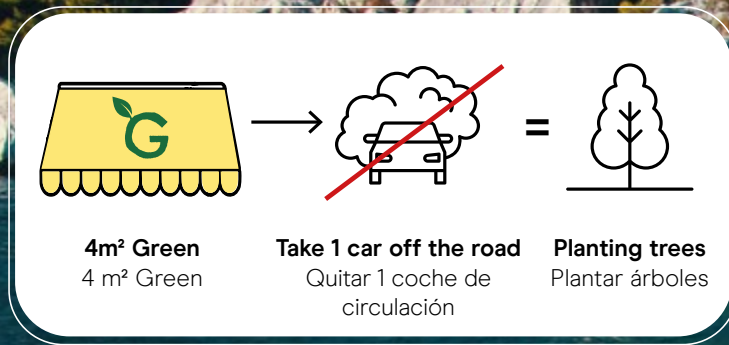 G
=
4m² Green
4 m² Green
Take 1 car off the road
Quitar 1 coche de
circulación
Planting trees
Plantar árboles